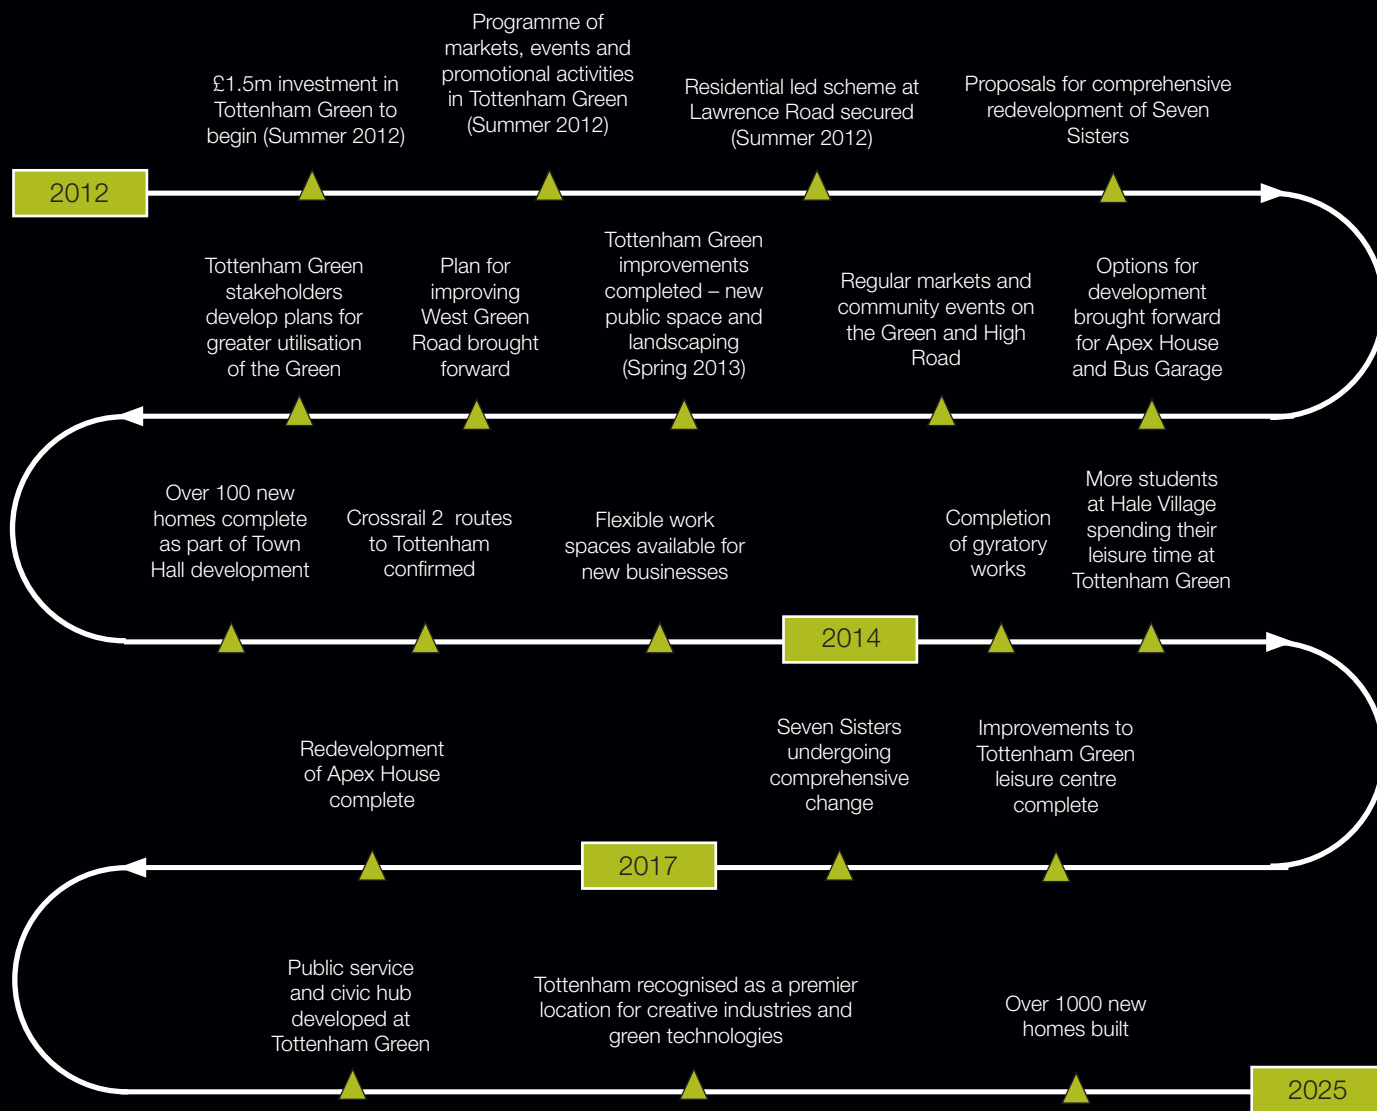 2012
£1.5m investment in
Tottenham Green to
begin (Summer 2012)
Programme of
markets, events and
promotional activities
in Tottenham Green
(Summer 2012)
Residential led scheme at
Lawrence Road secured
(Summer 2012)
Proposals for comprehensive
redevelopment of Seven
Sisters
Tottenham Green
stakeholders
develop plans for
greater utilisation
of the Green
Plan for
improving
West Green
Road brought
forward
Tottenham Green
improvements
completed – new
public space and
landscaping
(Spring 2013)
Regular markets and
community events on
the Green and High
Road
Options for
development
brought forward
for Apex House
and Bus Garage
Over 100 new
homes complete
as part of Town
Hall development
Crossrail 2 routes
to Tottenham
confirmed
Flexible work
spaces available for
new businesses
2014
Completion
of gyratory
works
More students
at Hale Village
spending their
leisure time at
Tottenham Green
Redevelopment
of Apex House
complete
2017
Seven Sisters
undergoing
comprehensive
change
Improvements to
Tottenham Green
leisure centre
complete
Public service
and civic hub
developed at
Tottenham Green
Tottenham recognised as a premier
location for creative industries and
green technologies
Over 1000 new
homes built
2025